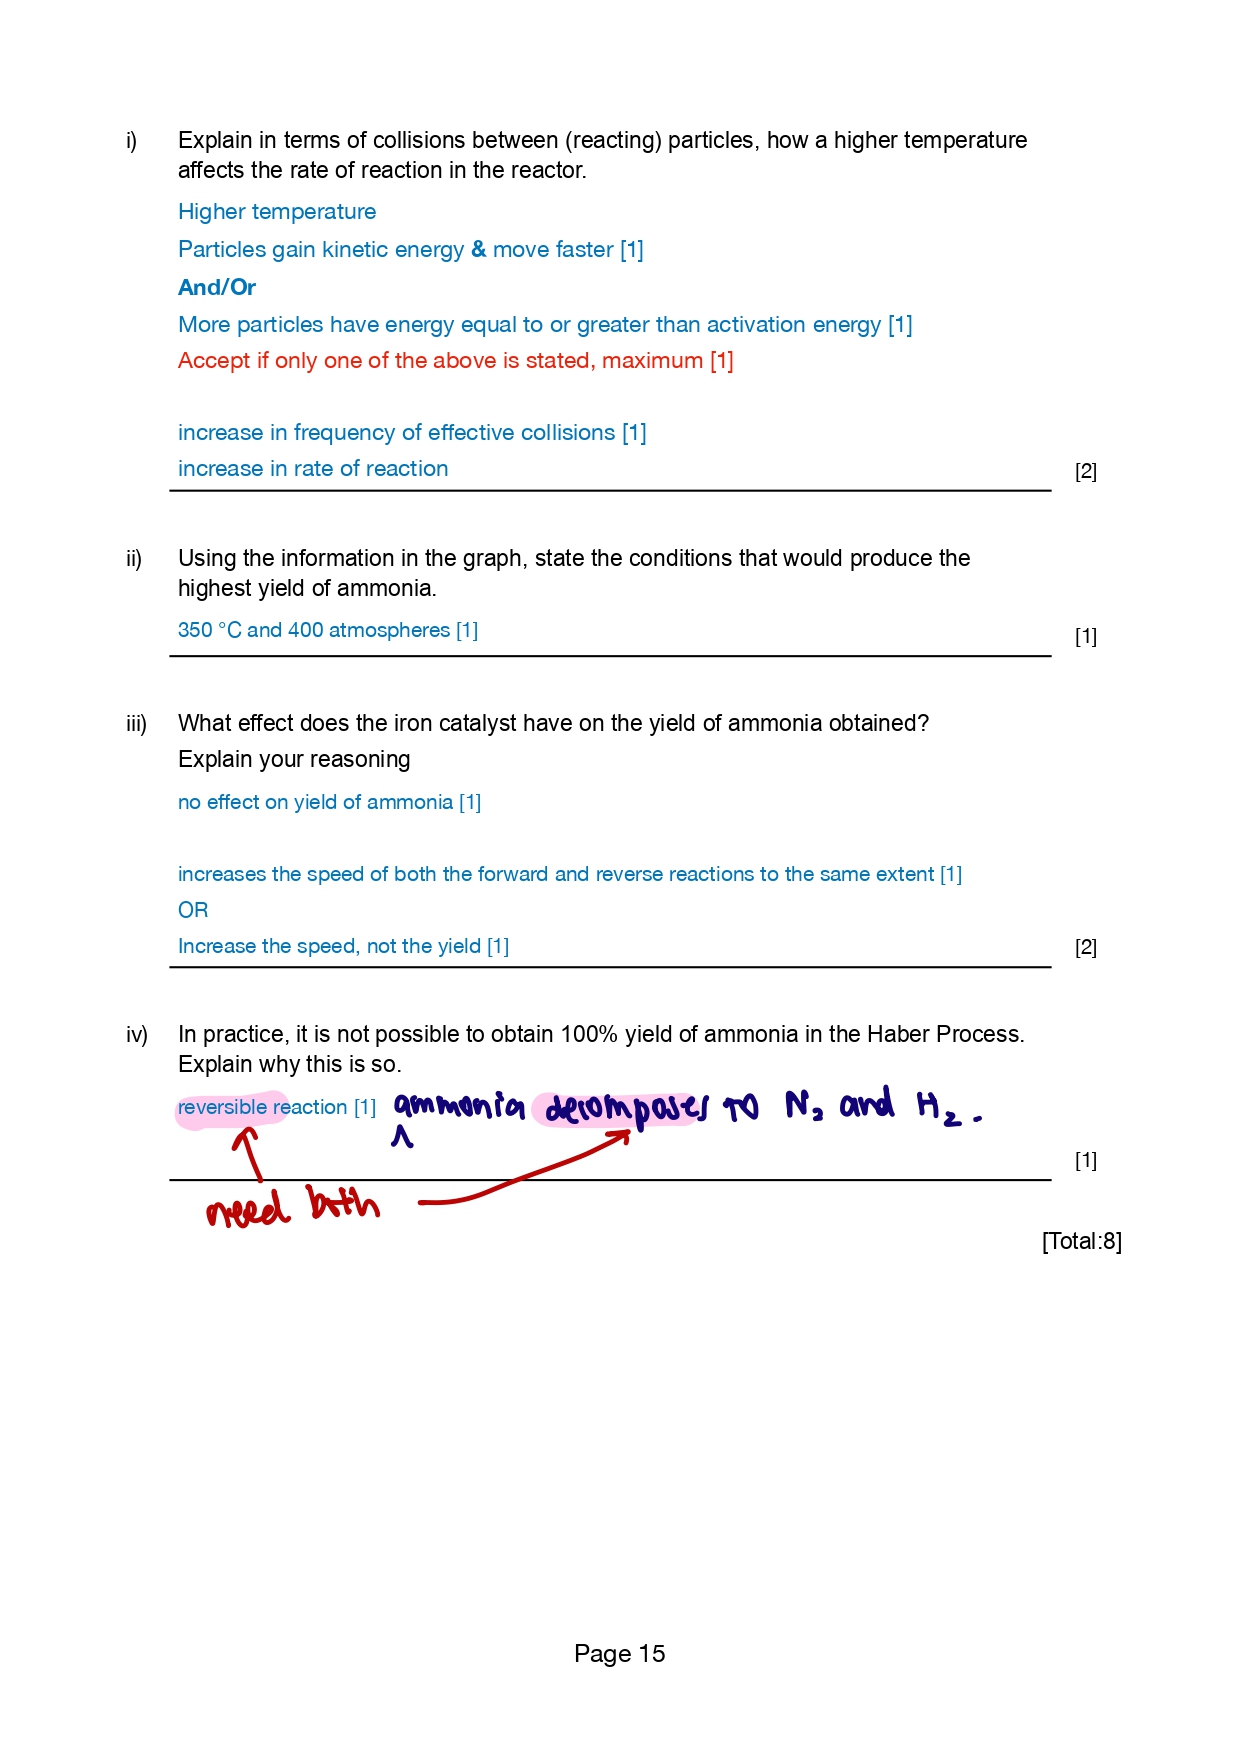 i) Explain in terms of collisions between (reacting) particles, how a higher temperature
affects the rate of reaction in the reactor.
Higher temperature
Particles gain kinetic energy & move faster [1]
And/Or
More particles have energy equal to or greater than activation energy [1]
Accept if only one of the above is stated, maximum [1]
increase in frequency of effective collisions [1]
increase in rate of reaction [2]
ii) Using the information in the graph, state the conditions that would produce the
highest yield of ammonia.
350 °C and 400 atmospheres [1] [1]
iii) What effect does the iron catalyst have on the yield of ammonia obtained?
Explain your reasoning
no effect on yield of ammonia [1]
increases the speed of both the forward and reverse reactions to the same extent [1]
OR
Increase the speed, not the yield [1] [2]
iv) In practice, it is not possible to obtain 100% yield of ammonia in the Haber Process.
Explain why this is so.
reversible reaction [1] ammonia decomposes to N₂ and H₂.
[1]
need both
[Total:8]
Page 15